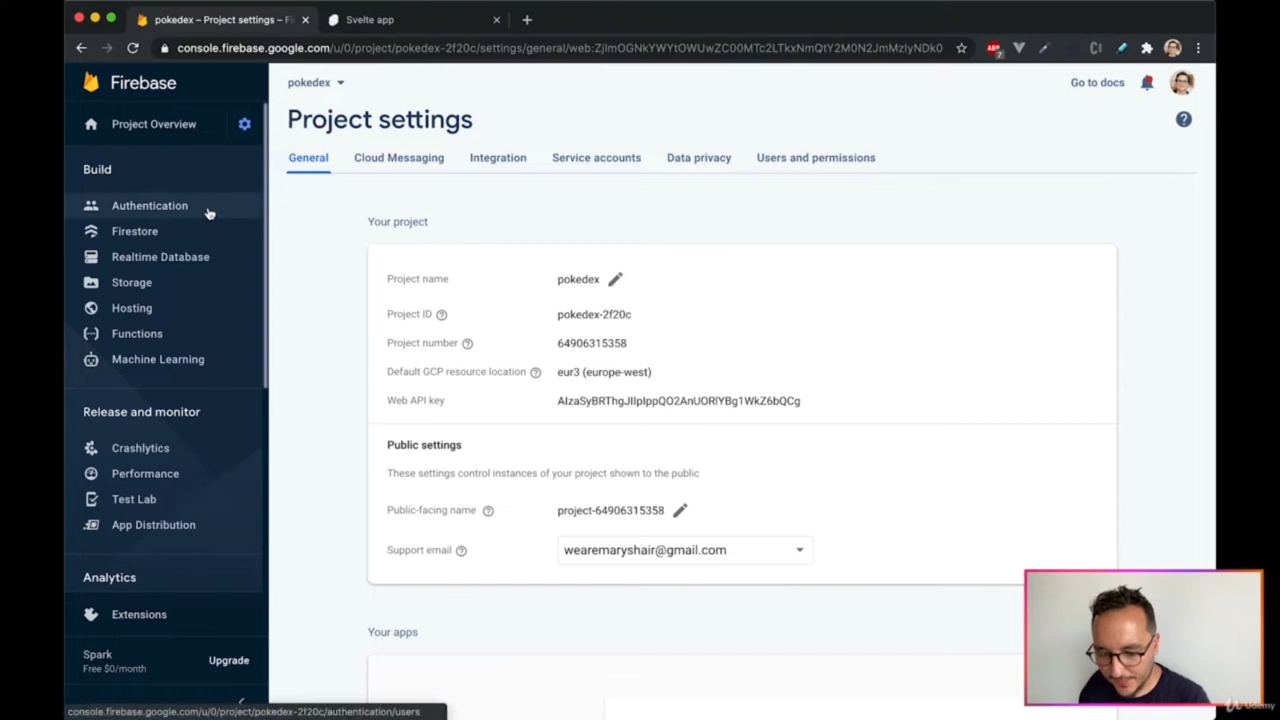 pokedex – Project settings – Fi
Svelte app
console.firebase.google.com/u/0/project/pokedex-2f20c/settings/general/web:ZjlmOGNkYWYtOWUwZC00MTc2LTkxNmQtY2M0N2JmMzIyNDk0
Firebase
pokedex
Go to docs
Project Overview
Project settings
General Cloud Messaging Integration Service accounts Data privacy Users and permissions
Build
Authentication
Firestore
Realtime Database
Storage
Hosting
Functions
Machine Learning
Release and monitor
Crashlytics
Performance
Test Lab
App Distribution
Analytics
Extensions
Spark
Free $0/month
Upgrade
Your project
Project name pokedex
Project ID pokedex-2f20c
Project number 64906315358
Default GCP resource location eur3 (europe-west)
Web API key AIzaSyBRThgJIIpIppQO2AnUORlYBg1WkZ6bQCg
Public settings
These settings control instances of your project shown to the public
Public-facing name project-64906315358
Support email wearemaryshair@gmail.com
Your apps
console.firebase.google.com/u/0/project/pokedex-2f20c/authentication/users
Udemy